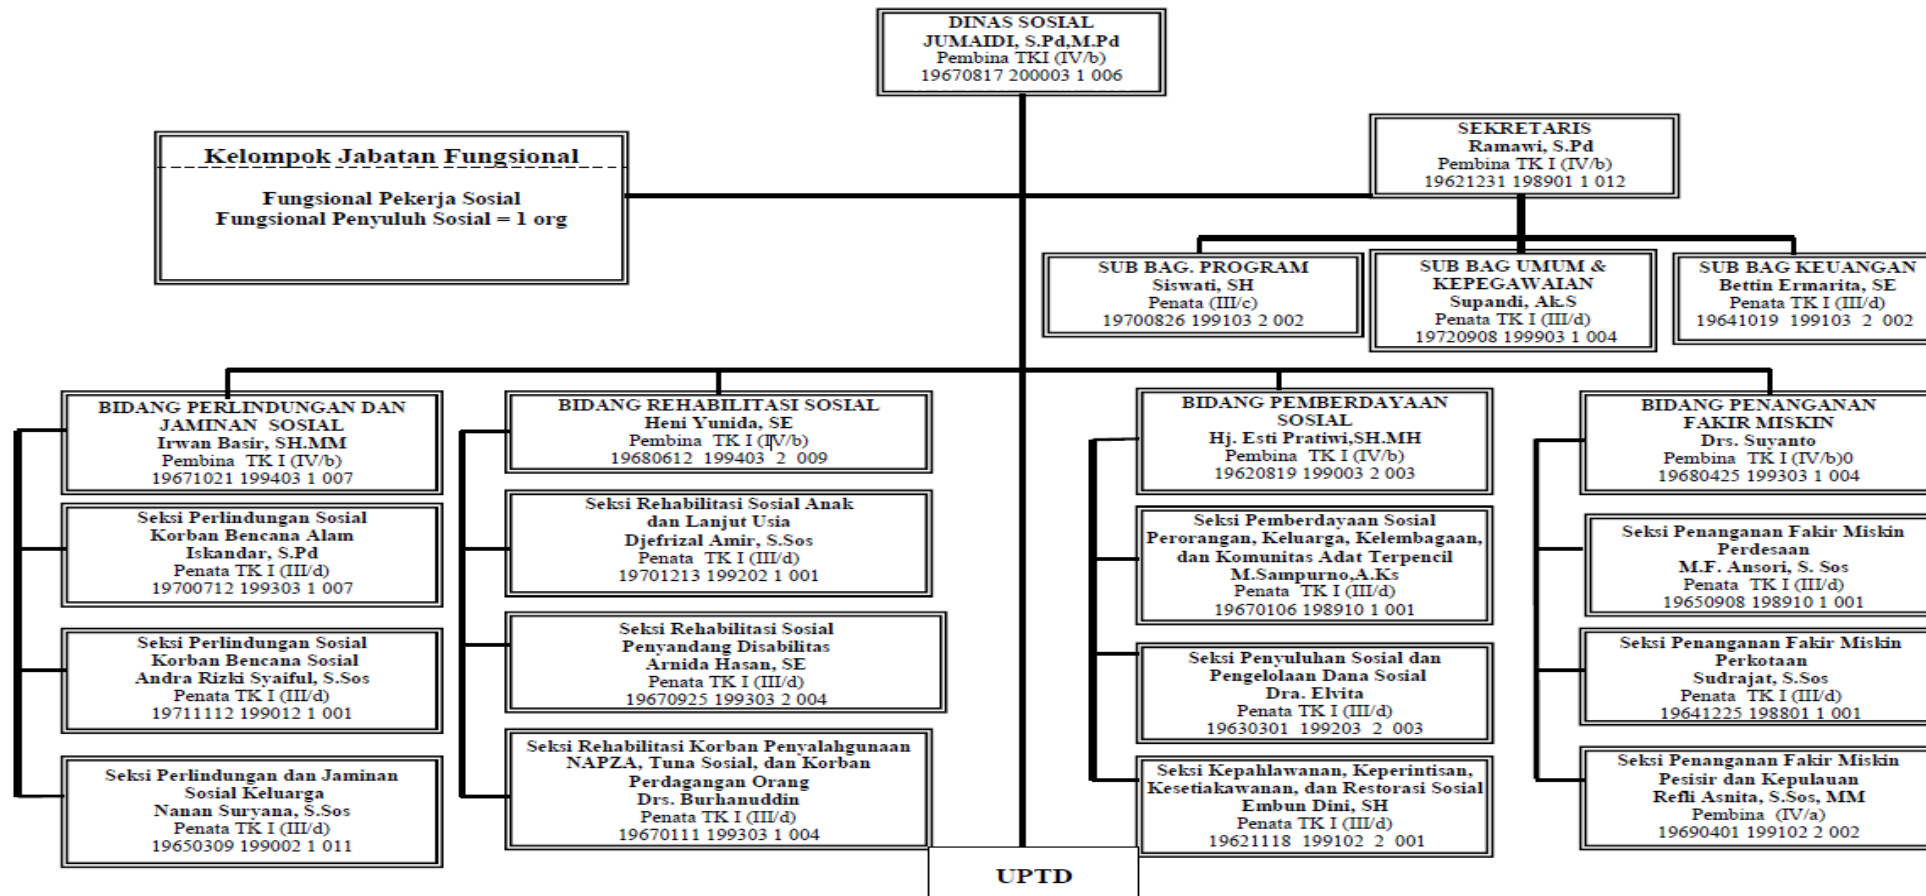 DINAS SOSIAL
JUMAIDI, S.Pd,M.Pd
Pembina TKI (IV/b)
19670817 200003 1 006
Kelompok Jabatan Fungsional
Fungsional Pekerja Sosial
Fungsional Penyuluh Sosial = 1 org
SEKRETARIS
Ramawi, S.Pd
Pembina TK I (IV/b)
19621231 198901 1 012
SUB BAG. PROGRAM
Siswati, SH
Penata (III/c)
19700826 199103 2 002
SUB BAG UMUM &
KEPEGAWAIAN
Supandi, Ak.S
Penata TK I (III/d)
19720908 199903 1 004
SUB BAG KEUANGAN
Bettin Ermarita, SE
Penata TK I (III/d)
19641019 199103 2 002
BIDANG PERLINDUNGAN DAN
JAMINAN SOSIAL
Irwan Basir, SH.MM
Pembina TK I (IV/b)
19671021 199403 1 007
Seksi Perlindungan Sosial
Korban Bencana Alam
Iskandar, S.Pd
Penata TK I (III/d)
19700712 199303 1 007
Seksi Perlindungan Sosial
Korban Bencana Sosial
Andra Rizki Syaiful, S.Sos
Penata TK I (III/d)
19711112 199012 1 001
Seksi Perlindungan dan Jaminan
Sosial Keluarga
Nanan Suryana, S.Sos
Penata TK I (III/d)
19650309 199002 1 011
BIDANG REHABILITASI SOSIAL
Heni Yunida, SE
Pembina TK I (IV/b)
19680612 199403 2 009
Seksi Rehabilitasi Sosial Anak
dan Lanjut Usia
Djefrizal Amir, S.Sos
Penata TK I (III/d)
19701213 199202 1 001
Seksi Rehabilitasi Sosial
Penyandang Disabilitas
Arnida Hasan, SE
Penata TK I (III/d)
19670925 199303 2 004
Seksi Rehabilitasi Korban Penyalahgunaan
NAPZA, Tuna Sosial, dan Korban
Perdagangan Orang
Drs. Burhanuddin
Penata TK I (III/d)
19670111 199303 1 004
BIDANG PEMBERDAYAAN
SOSIAL
Hj. Esti Pratiwi,SH.MH
Pembina TK I (IV/b)
19620819 199003 2 003
Seksi Pemberdayaan Sosial
Perorangan, Keluarga, Kelembagaan,
dan Komunitas Adat Terpencil
M.Sampurno,A.Ks
Penata TK I (III/d)
19670106 198910 1 001
Seksi Penyuluhan Sosial dan
Pengelolaan Dana Sosial
Dra. Elvita
Penata TK I (III/d)
19630301 199203 2 003
Seksi Kepahlawanan, Keperintisan,
Kesetiakawanan, dan Restorasi Sosial
Embun Dini, SH
Penata TK I (III/d)
19621118 199102 2 001
BIDANG PENANGANAN
FAKIR MISKIN
Drs. Suyanto
Pembina TK I (IV/b)0
19680425 199303 1 004
Seksi Penanganan Fakir Miskin
Perdesaan
M.F. Ansori, S. Sos
Penata TK I (III/d)
19650908 198910 1 001
Seksi Penanganan Fakir Miskin
Perkotaan
Sudrajat, S.Sos
Penata TK I (III/d)
19641225 198801 1 001
Seksi Penanganan Fakir Miskin
Pesisir dan Kepulauan
Refli Asnita, S.Sos, MM
Pembina (IV/a)
19690401 199102 2 002
UPTD